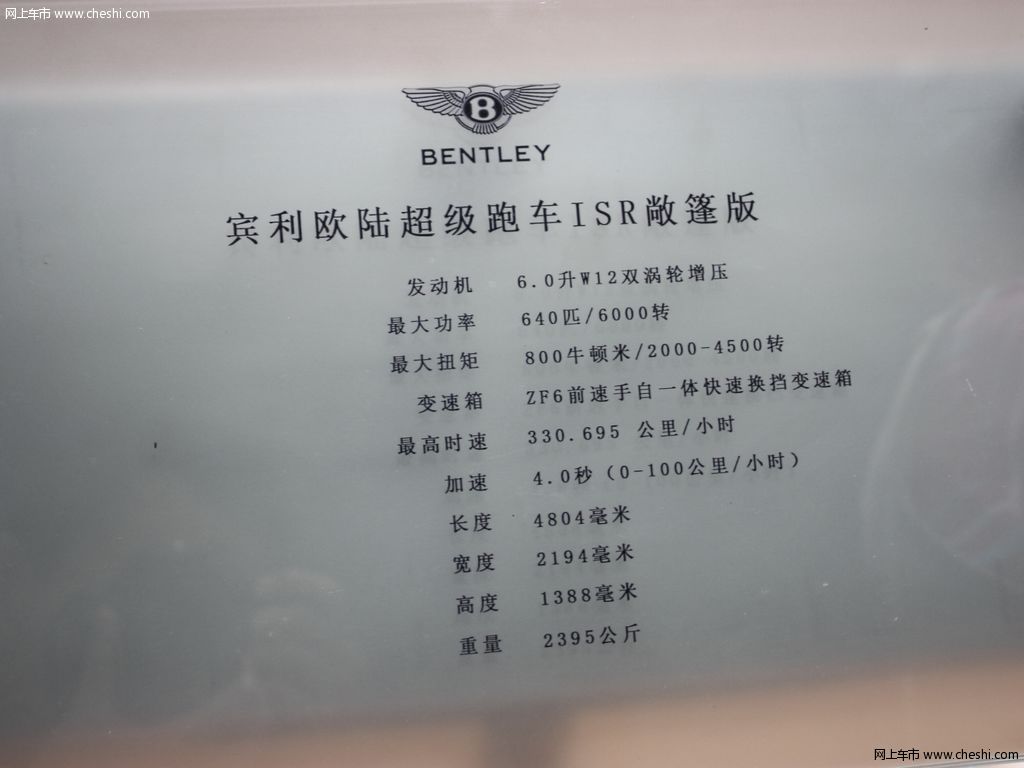 网上车市 www.cheshi.com
B
BENTLEY
宾利欧陆超级跑车ISR敞篷版
发动机 6.0升W12双涡轮增压
最大功率 640匹/6000转
最大扭矩 800牛顿米/2000-4500转
变速箱 ZF6前速手自一体快速换挡变速箱
最高时速 330.695 公里/小时
加速 4.0秒（0-100公里/小时）
长度 4804毫米
宽度 2194毫米
高度 1388毫米
重量 2395公斤
网上车市 www.cheshi.com